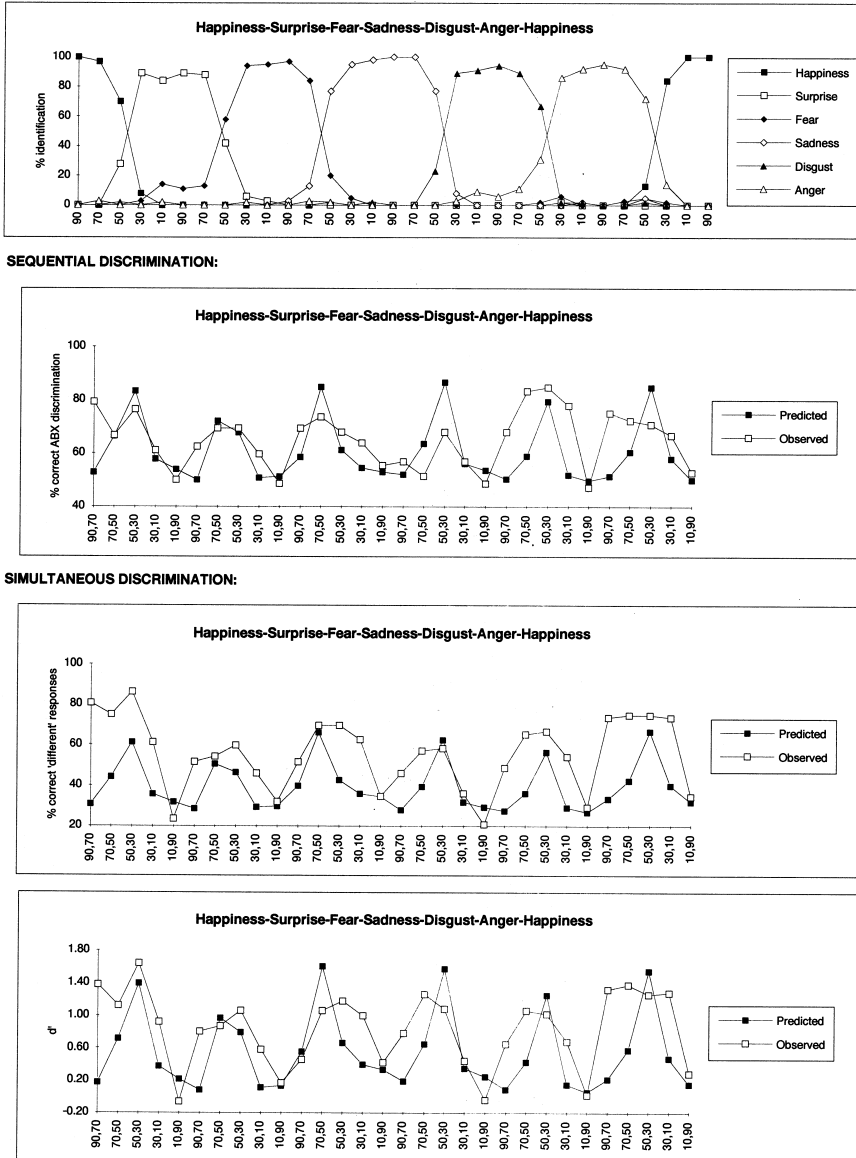 Happiness-Surprise-Fear-Sadness-Disgust-Anger-Happiness
% identification
100
80
60
40
20
0
90 70 50 30 10 90 70 50 30 10 90 70 50 30 10 90 70 50 30 10 90 70 50 30 10 90 70 50 30 10 90
Happiness
Surprise
Fear
Sadness
Disgust
Anger
SEQUENTIAL DISCRIMINATION:
Happiness-Surprise-Fear-Sadness-Disgust-Anger-Happiness
% correct ABX discrimination
100
80
60
40
90,70 70,50 50,30 30,10 10,90 90,70 70,50 50,30 30,10 10,90 90,70 70,50 50,30 30,10 10,90 90,70 70,50 50,30 30,10 10,90 90,70 70,50 50,30 30,10 10,90 90,70 70,50 50,30 30,10 10,90
Predicted
Observed
SIMULTANEOUS DISCRIMINATION:
Happiness-Surprise-Fear-Sadness-Disgust-Anger-Happiness
% correct 'different' responses
100
80
60
40
20
90,70 70,50 50,30 30,10 10,90 90,70 70,50 50,30 30,10 10,90 90,70 70,50 50,30 30,10 10,90 90,70 70,50 50,30 30,10 10,90 90,70 70,50 50,30 30,10 10,90 90,70 70,50 50,30 30,10 10,90
Predicted
Observed
Happiness-Surprise-Fear-Sadness-Disgust-Anger-Happiness
d'
1.80
1.40
1.00
0.60
0.20
-0.20
90,70 70,50 50,30 30,10 10,90 90,70 70,50 50,30 30,10 10,90 90,70 70,50 50,30 30,10 10,90 90,70 70,50 50,30 30,10 10,90 90,70 70,50 50,30 30,10 10,90 90,70 70,50 50,30 30,10 10,90
Predicted
Observed